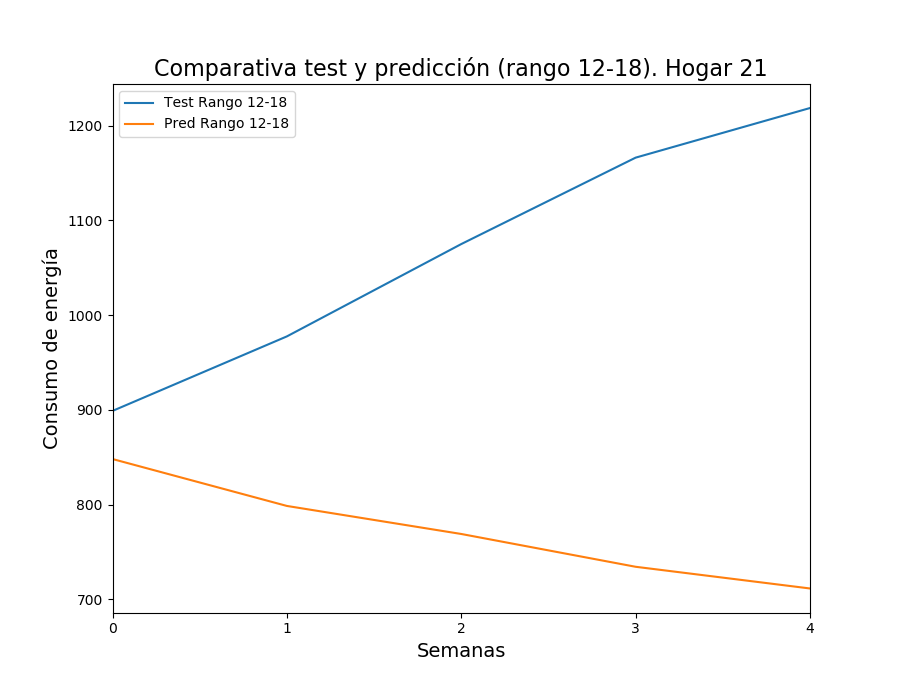 Comparativa test y predicción (rango 12-18). Hogar 21
Test Rango 12-18
Pred Rango 12-18
Consumo de energía
1200
1100
1000
900
800
700
0 1 2 3 4
Semanas